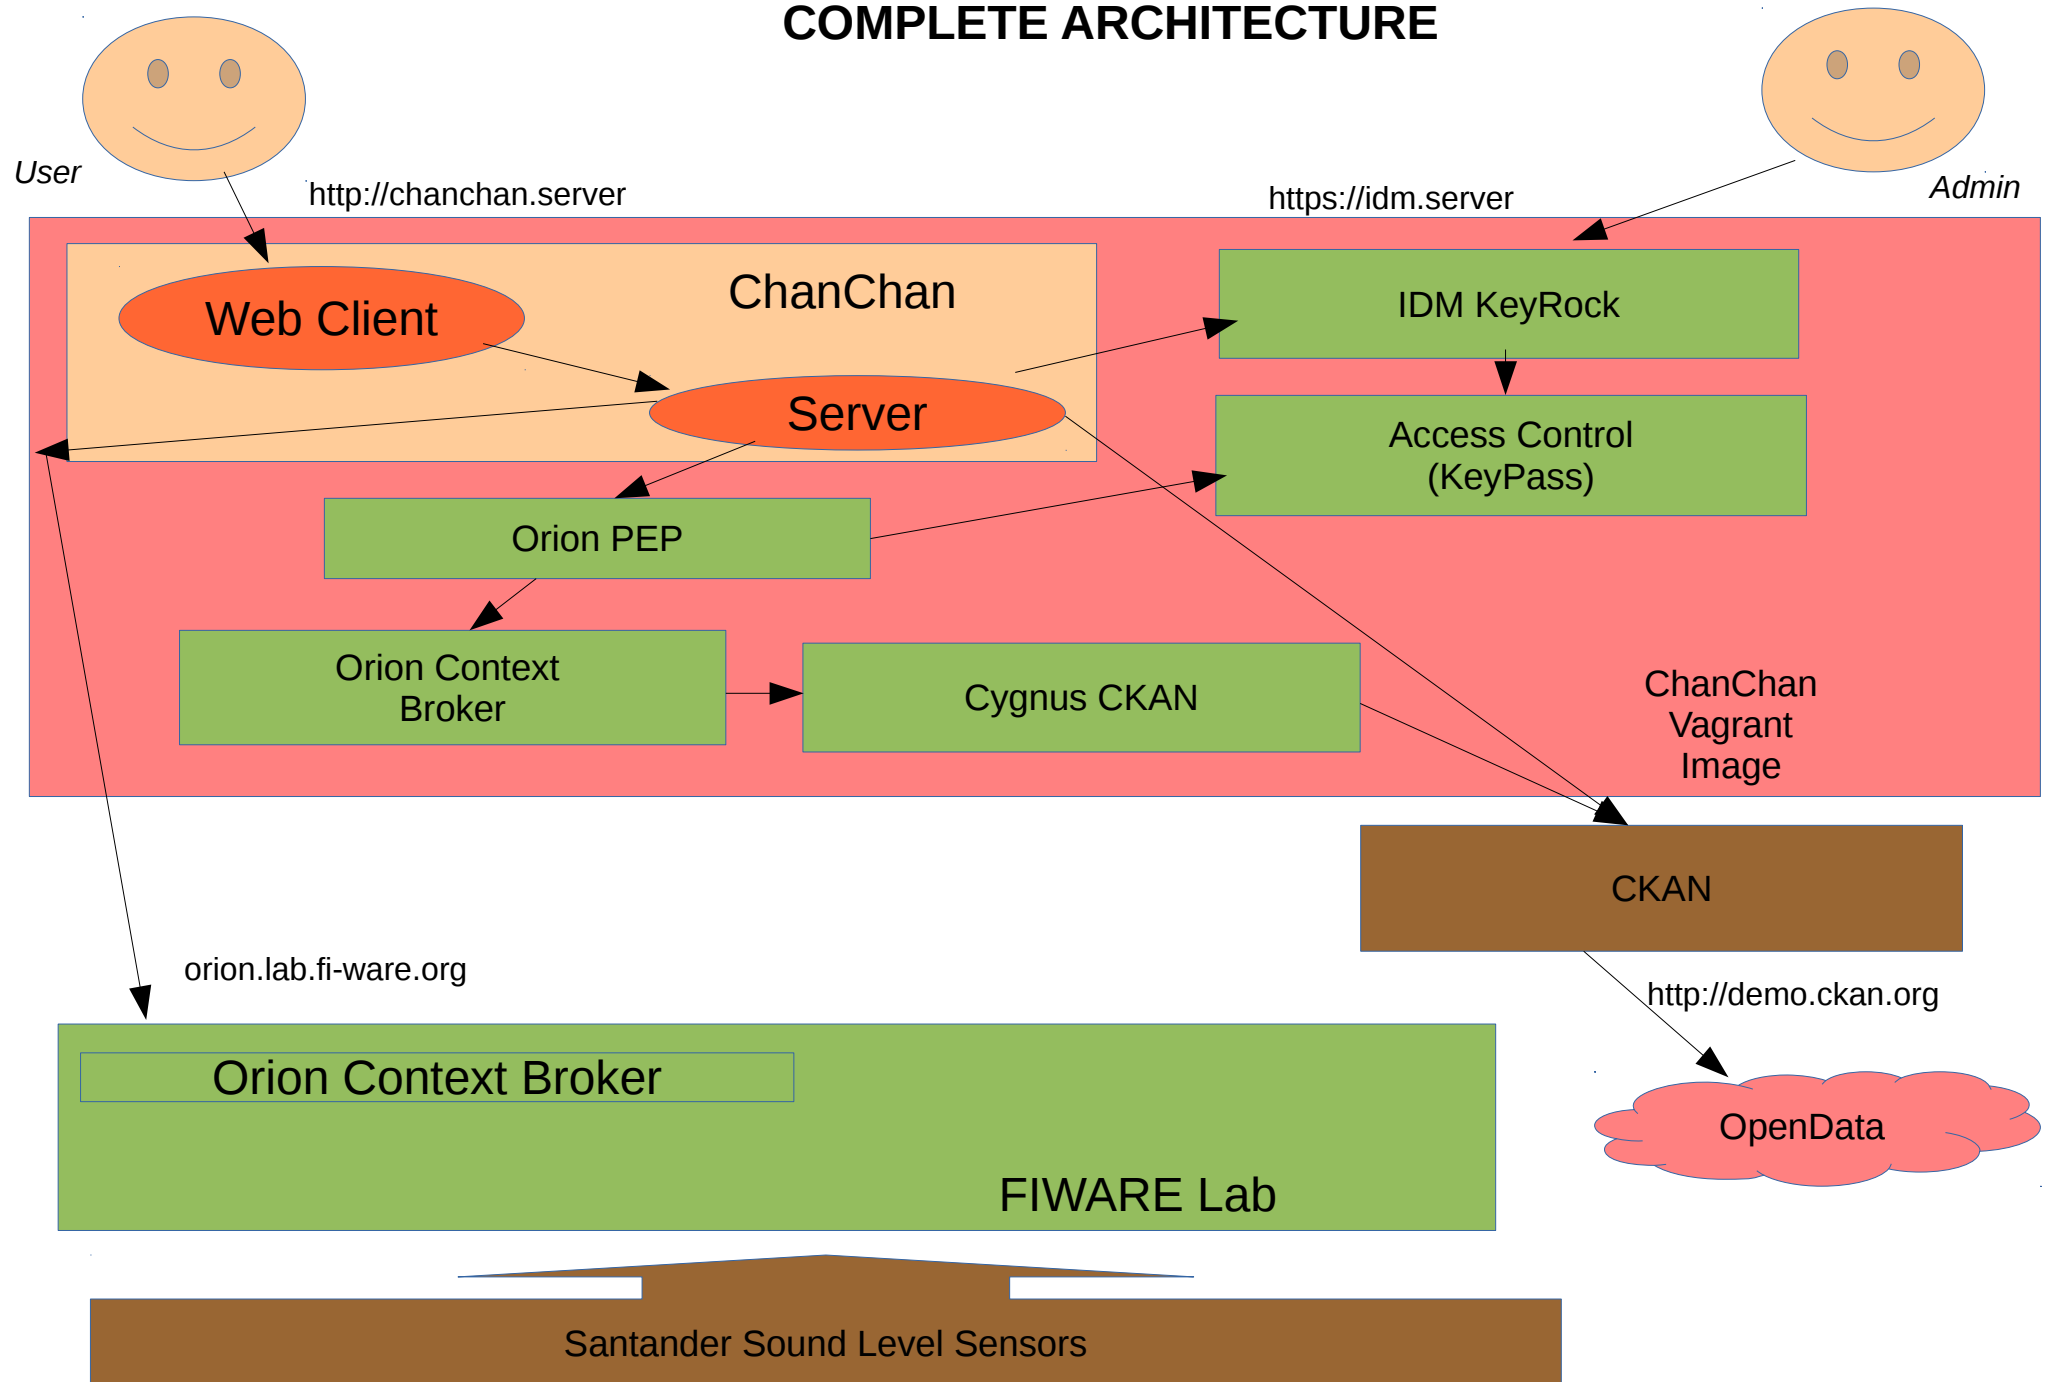 COMPLETE ARCHITECTURE
User
http://chanchan.server
https://idm.server
Admin
Web Client
ChanChan
IDM KeyRock
Server
Access Control
(KeyPass)
Orion PEP
Orion Context
Broker
Cygnus CKAN
ChanChan
Vagrant
Image
CKAN
orion.lab.fi-ware.org
http://demo.ckan.org
Orion Context Broker
OpenData
FIWARE Lab
Santander Sound Level Sensors